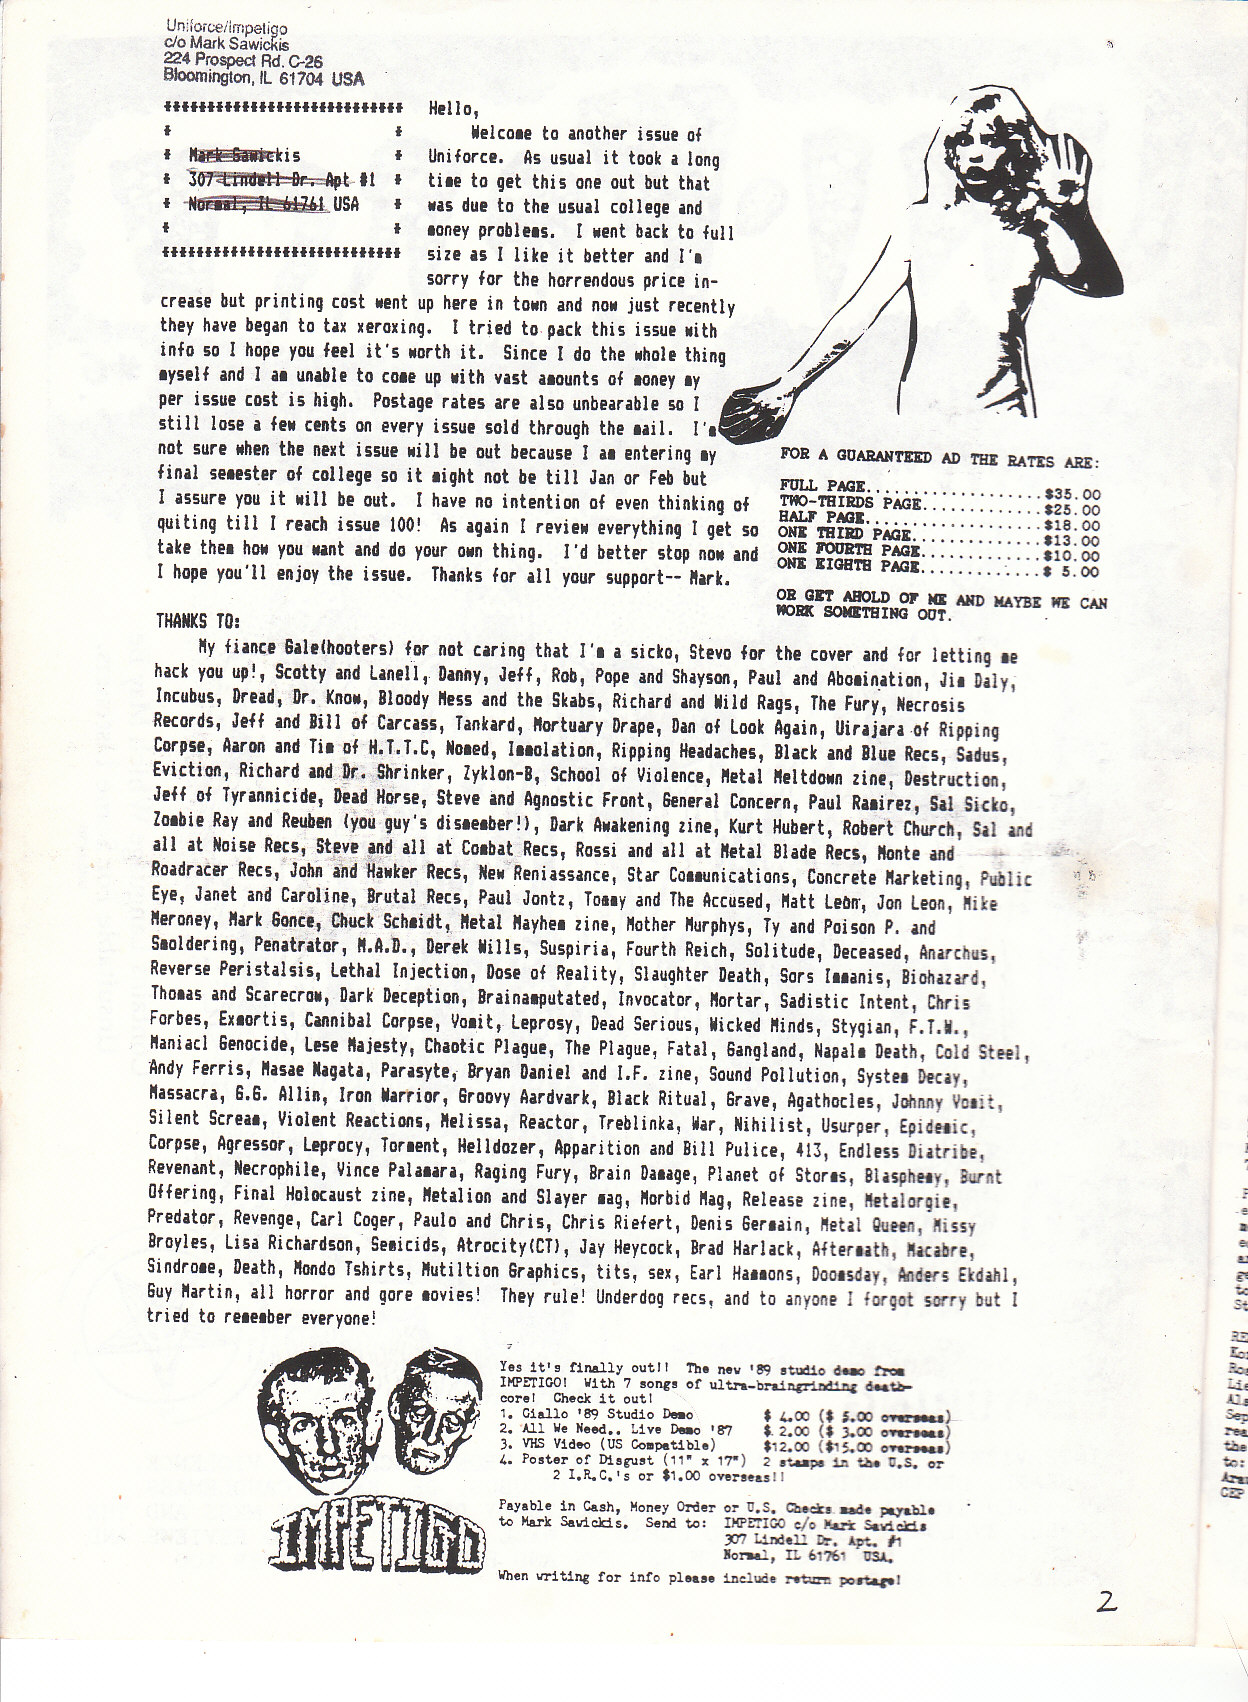 Uniforce/Impetigo
c/o Mark Sawickis
224 Prospect Rd. C-26
Bloomington, IL 61704 USA
Mark Sawickis
307 Lindell Dr. Apt #1
Normal, IL 61761 USA
Hello,
Welcome to another issue of
Uniforce. As usual it took a long
time to get this one out but that
was due to the usual college and
money problems. I went back to full
size as I like it better and I'm
sorry for the horrendous price in-
crease but printing cost went up here in town and now just recently
they have began to tax xeroxing. I tried to pack this issue with
info so I hope you feel it's worth it. Since I do the whole thing
myself and I am unable to come up with vast amounts of money my
per issue cost is high. Postage rates are also unbearable so I
still lose a few cents on every issue sold through the mail. I'm
not sure when the next issue will be out because I am entering my
final semester of college so it might not be till Jan or Feb but
I assure you it will be out. I have no intention of even thinking of
quiting till I reach issue 100! As again I review everything I get so
take them how you want and do your own thing. I'd better stop now and
I hope you'll enjoy the issue. Thanks for all your support-- Mark.
FOR A GUARANTEED AD THE RATES ARE:
FULL PAGE....................$35.00
TWO-THIRDS PAGE..............$25.00
HALF PAGE....................$18.00
ONE THIRD PAGE...............$13.00
ONE FOURTH PAGE..............$10.00
ONE EIGHTH PAGE.............$ 5.00
OR GET AHOLD OF ME AND MAYBE WE CAN
WORK SOMETHING OUT.
THANKS TO:
My fiance Gale(hooters) for not caring that I'm a sicko, Stevo for the cover and for letting me
hack you up!, Scotty and Lanell, Danny, Jeff, Rob, Pope and Shayson, Paul and Abomination, Jim Daly,
Incubus, Dread, Dr. Know, Bloody Mess and the Skabs, Richard and Wild Rags, The Fury, Necrosis
Records, Jeff and Bill of Carcass, Tankard, Mortuary Drape, Dan of Look Again, Uirajara of Ripping
Corpse, Aaron and Tim of H.T.T.C, Nomed, Immolation, Ripping Headaches, Black and Blue Recs, Sadus,
Eviction, Richard and Dr. Shrinker, Zyklon-B, School of Violence, Metal Meltdown zine, Destruction,
Jeff of Tyrannicide, Dead Horse, Steve and Agnostic Front, General Concern, Paul Ramirez, Sal Sicko,
Zombie Ray and Reuben (you guy's dismember!), Dark Awakening zine, Kurt Hubert, Robert Church, Sal and
all at Noise Recs, Steve and all at Combat Recs, Rossi and all at Metal Blade Recs, Monte and
Roadracer Recs, John and Hawker Recs, New Reniassance, Star Communications, Concrete Marketing, Public
Eye, Janet and Caroline, Brutal Recs, Paul Jontz, Tommy and The Accused, Matt Leon, Jon Leon, Mike
Meroney, Mark Gonce, Chuck Schmidt, Metal Mayhem zine, Mother Murphys, Ty and Poison P. and
Smoldering, Penatrator, M.A.D., Derek Wills, Suspiria, Fourth Reich, Solitude, Deceased, Anarchus,
Reverse Peristalsis, Lethal Injection, Dose of Reality, Slaughter Death, Sors Immanis, Biohazard,
Thomas and Scarecrow, Dark Deception, Brainamputated, Invocator, Mortar, Sadistic Intent, Chris
Forbes, Exmortis, Cannibal Corpse, Vomit, Leprosy, Dead Serious, Wicked Minds, Stygian, F.T.W.,
Maniacl Genocide, Lese Majesty, Chaotic Plague, The Plague, Fatal, Gangland, Napalm Death, Cold Steel,
Andy Ferris, Masae Nagata, Parasyte, Bryan Daniel and I.F. zine, Sound Pollution, System Decay,
Massacra, G.G. Allin, Iron Warrior, Groovy Aardvark, Black Ritual, Grave, Agathocles, Johnny Vomit,
Silent Scream, Violent Reactions, Melissa, Reactor, Treblinka, War, Nihilist, Usurper, Epidemic,
Corpse, Agressor, Leprocy, Torment, Helldozer, Apparition and Bill Pulice, 413, Endless Diatribe,
Revenant, Necrophile, Vince Palamara, Raging Fury, Brain Damage, Planet of Storms, Blasphemy, Burnt
Offering, Final Holocaust zine, Metalion and Slayer mag, Morbid Mag, Release zine, Metalorgie,
Predator, Revenge, Carl Coger, Paulo and Chris, Chris Riefert, Denis Germain, Metal Queen, Missy
Broyles, Lisa Richardson, Semicids, Atrocity(CT), Jay Heycock, Brad Harlack, Aftermath, Macabre,
Sindrome, Death, Mondo Tshirts, Mutiltion Graphics, tits, sex, Earl Hammons, Doomsday, Anders Ekdahl,
Guy Martin, all horror and gore movies! They rule! Underdog recs, and to anyone I forgot sorry but I
tried to remember everyone!
IMPETIGO
Yes it's finally out!! The new '89 studio demo from
IMPETIGO! With 7 songs of ultra-braingrinding death-
core! Check it out!
1. Giallo '89 Studio Demo $ 4.00 ($ 5.00 overseas)
2. All We Need.. Live Demo '87 $ 2.00 ($ 3.00 overseas)
3. VHS Video (US Compatible) $12.00 ($15.00 overseas)
4. Poster of Disgust (11" x 17") 2 stamps in the U.S. or
2 I.R.C.'s or $1.00 overseas!!
Payable in Cash, Money Order or U.S. Checks made payable
to Mark Savickis. Send to: IMPETIGO c/o Mark Savickis
307 Lindell Dr. Apt. #1
Normal, IL 61761 USA.
When writing for info please include return postage!
2